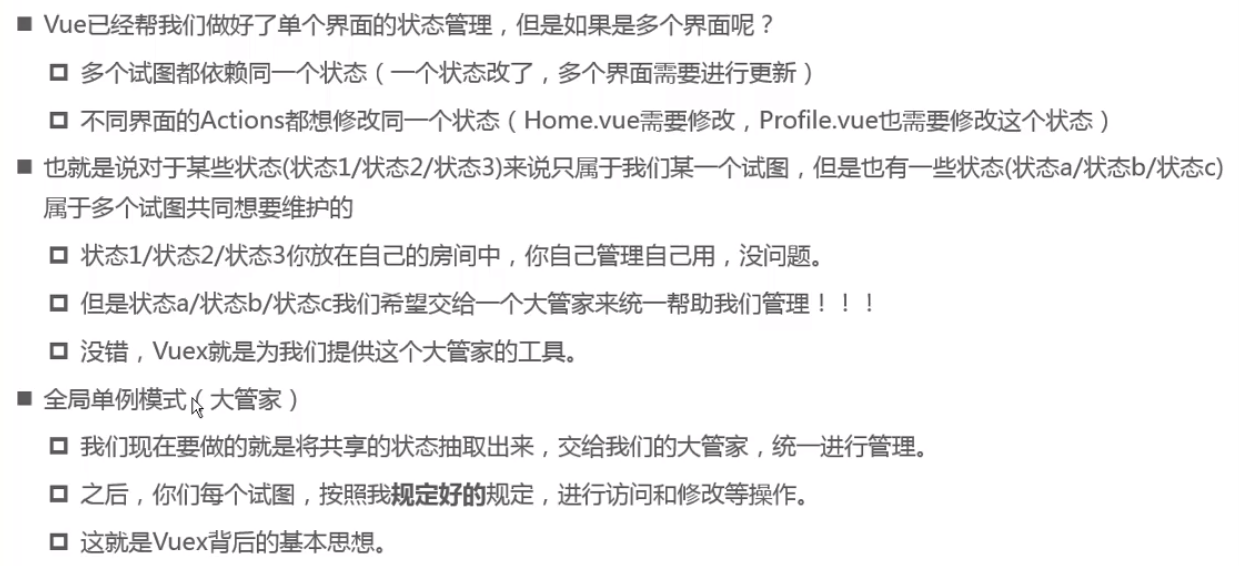 Vue已经帮我们做好了单个界面的状态管理，但是如果是多个界面呢？
多个试图都依赖同一个状态（一个状态改了，多个界面需要进行更新）
不同界面的Actions都想修改同一个状态（Home.vue需要修改，Profile.vue也需要修改这个状态）
也就是说对于某些状态(状态1/状态2/状态3)来说只属于我们某一个试图，但是也有一些状态(状态a/状态b/状态c)
属于多个试图共同想要维护的
状态1/状态2/状态3你放在自己的房间中，你自己管理自己用，没问题。
但是状态a/状态b/状态c我们希望交给一个大管家来统一帮助我们管理！！！
没错，Vuex就是为我们提供这个大管家的工具。
全局单例模式（大管家）
我们现在要做的就是将共享的状态抽取出来，交给我们的大管家，统一进行管理。
之后，你们每个试图，按照我规定好的规定，进行访问和修改等操作。
这就是Vuex背后的基本思想。